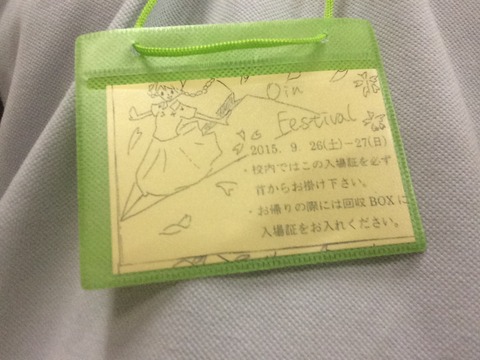 Oin
Festival
2015. 9. 26(土)-27(日)
・校内ではこの入場証を必ず
首からお掛け下さい。
・お帰りの際には回収BOXに
入場証をお入れください。